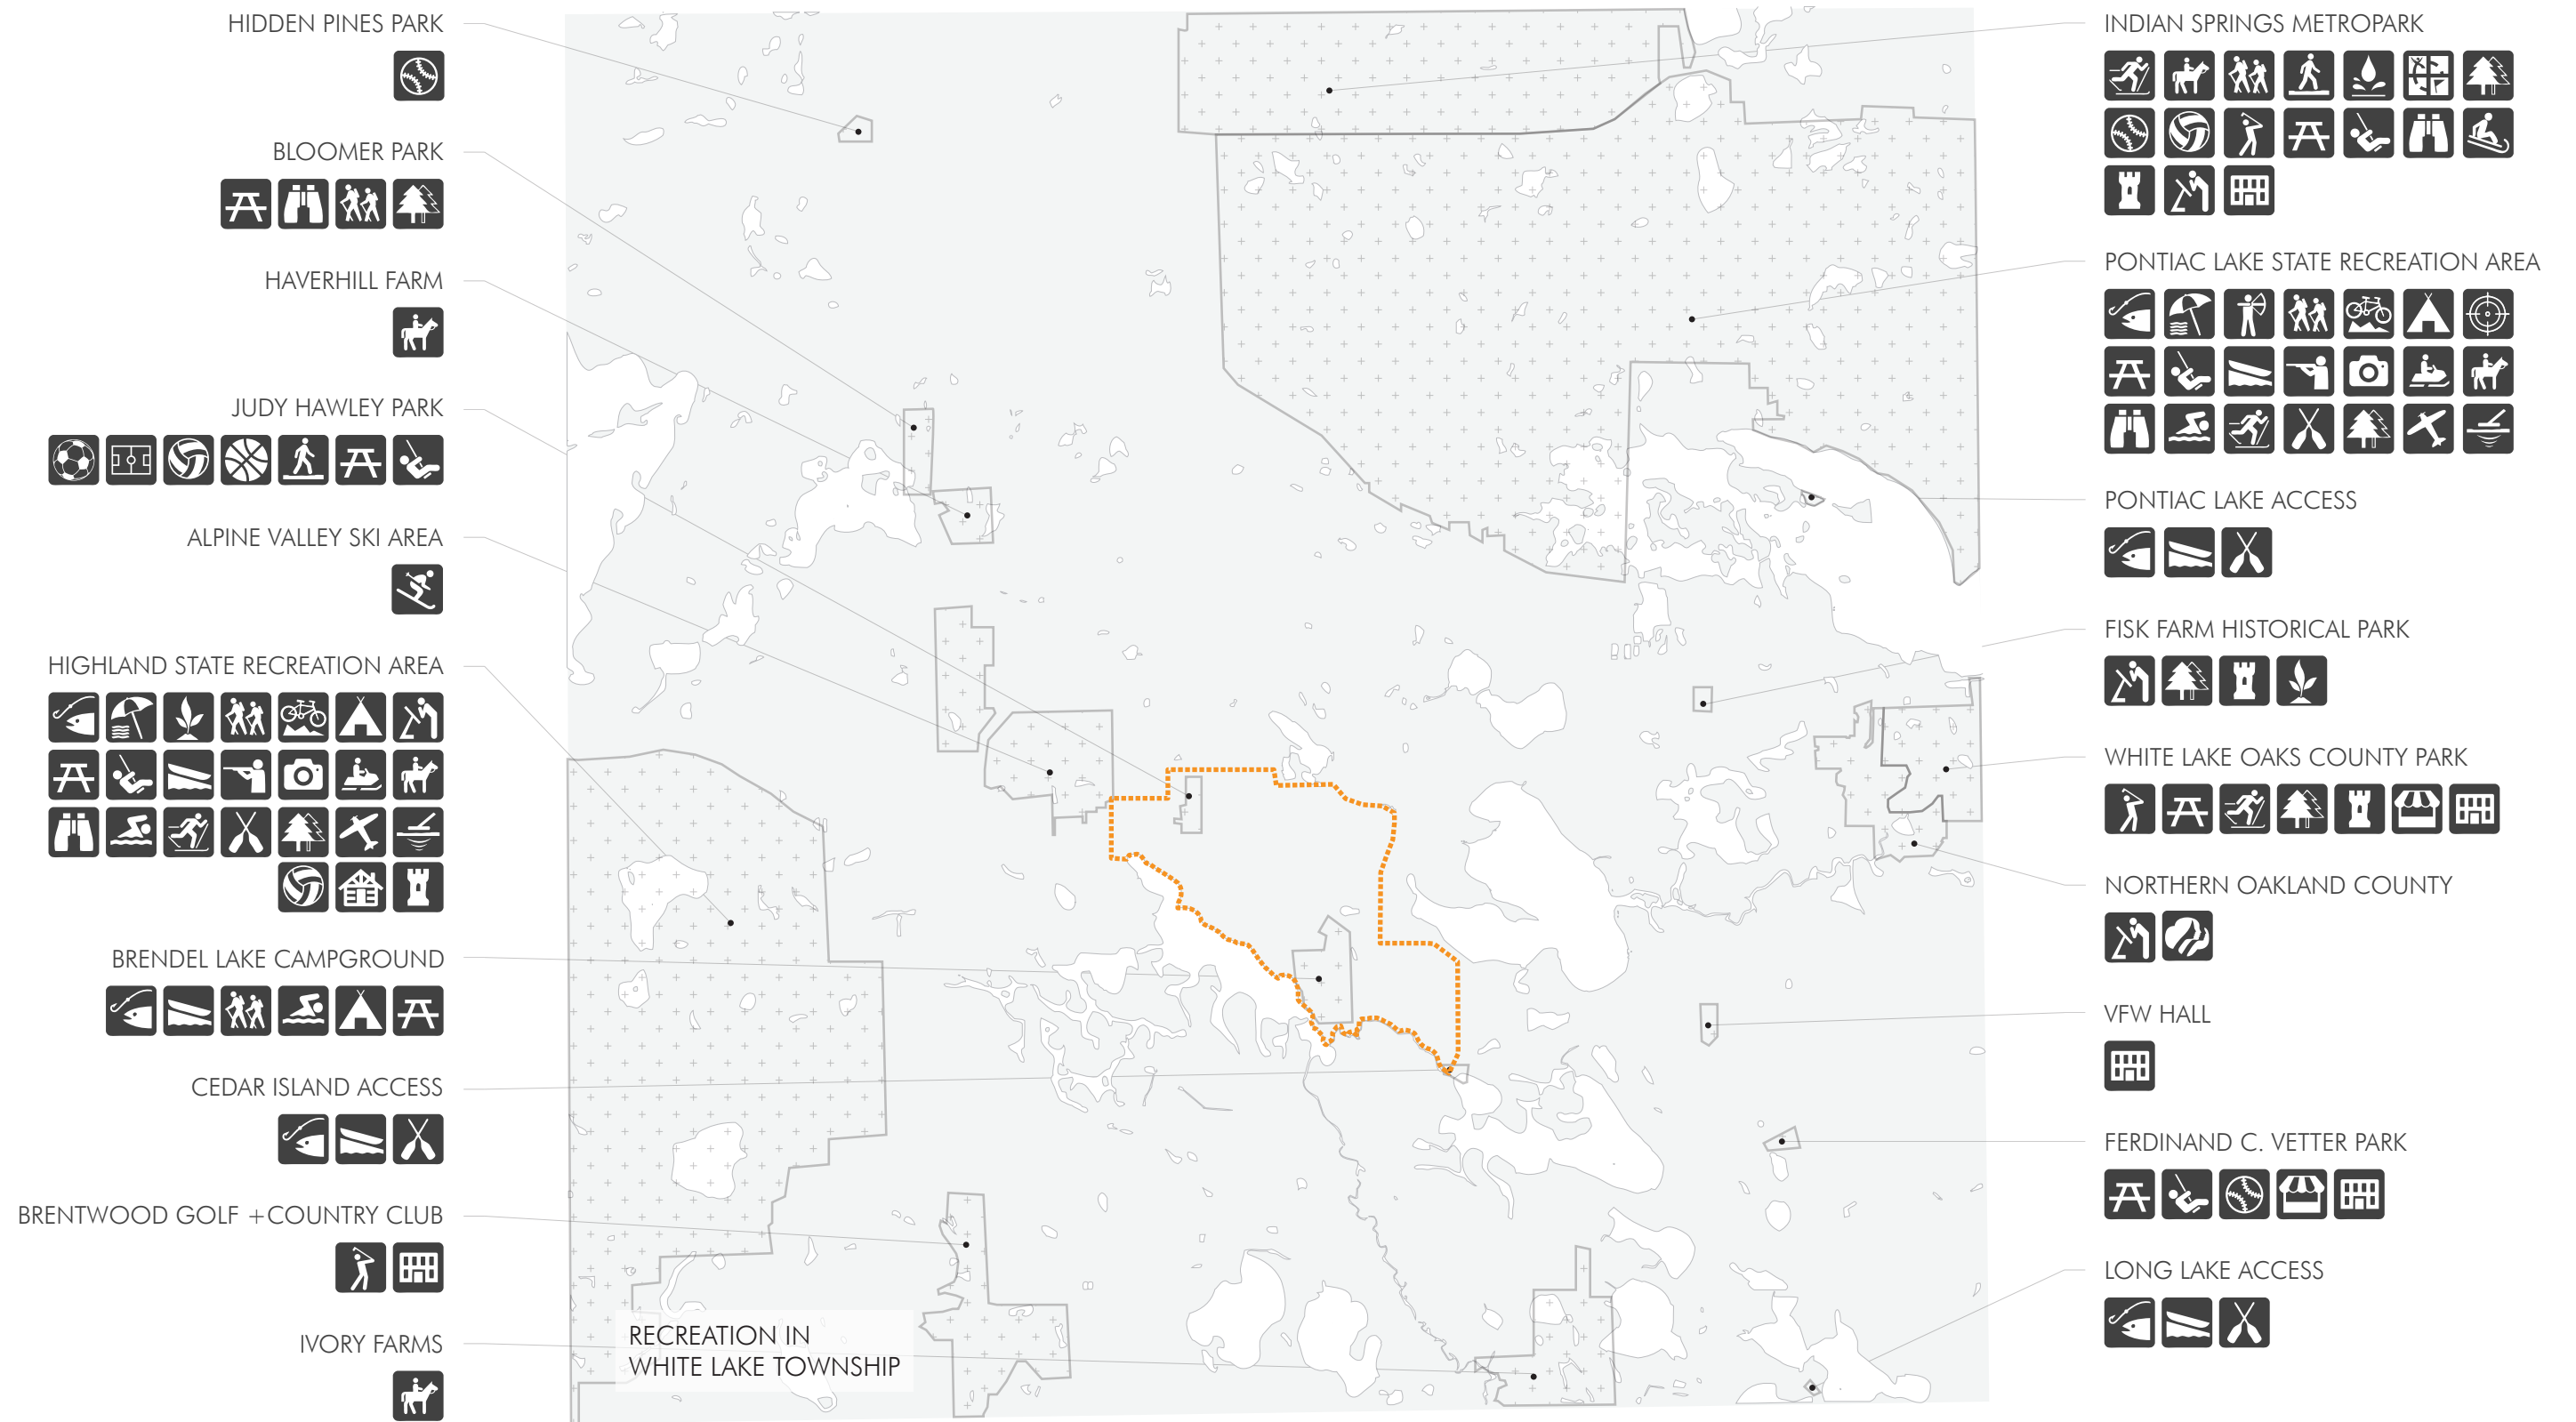 HIDDEN PINES PARK
BLOOMER PARK
HAVERHILL FARM
JUDY HAWLEY PARK
ALPINE VALLEY SKI AREA
HIGHLAND STATE RECREATION AREA
BRENDEL LAKE CAMPGROUND
CEDAR ISLAND ACCESS
BRENTWOOD GOLF +COUNTRY CLUB
IVORY FARMS
RECREATION IN
WHITE LAKE TOWNSHIP
INDIAN SPRINGS METROPARK
PONTIAC LAKE STATE RECREATION AREA
PONTIAC LAKE ACCESS
FISK FARM HISTORICAL PARK
WHITE LAKE OAKS COUNTY PARK
NORTHERN OAKLAND COUNTY
VFW HALL
FERDINAND C. VETTER PARK
LONG LAKE ACCESS